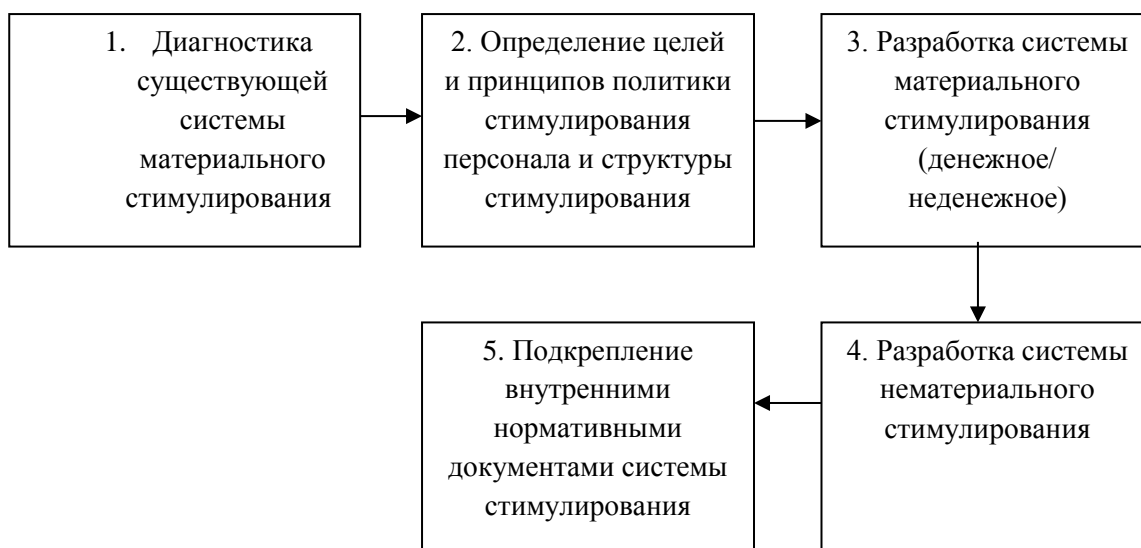 1. Диагностика
существующей
системы
материального
стимулирования
2. Определение целей
и принципов политики
стимулирования
персонала и структуры
стимулирования
3. Разработка системы
материального
стимулирования
(денежное/
неденежное)
4. Разработка системы
нематериального
стимулирования
5. Подкрепление
внутренними
нормативными
документами системы
стимулирования